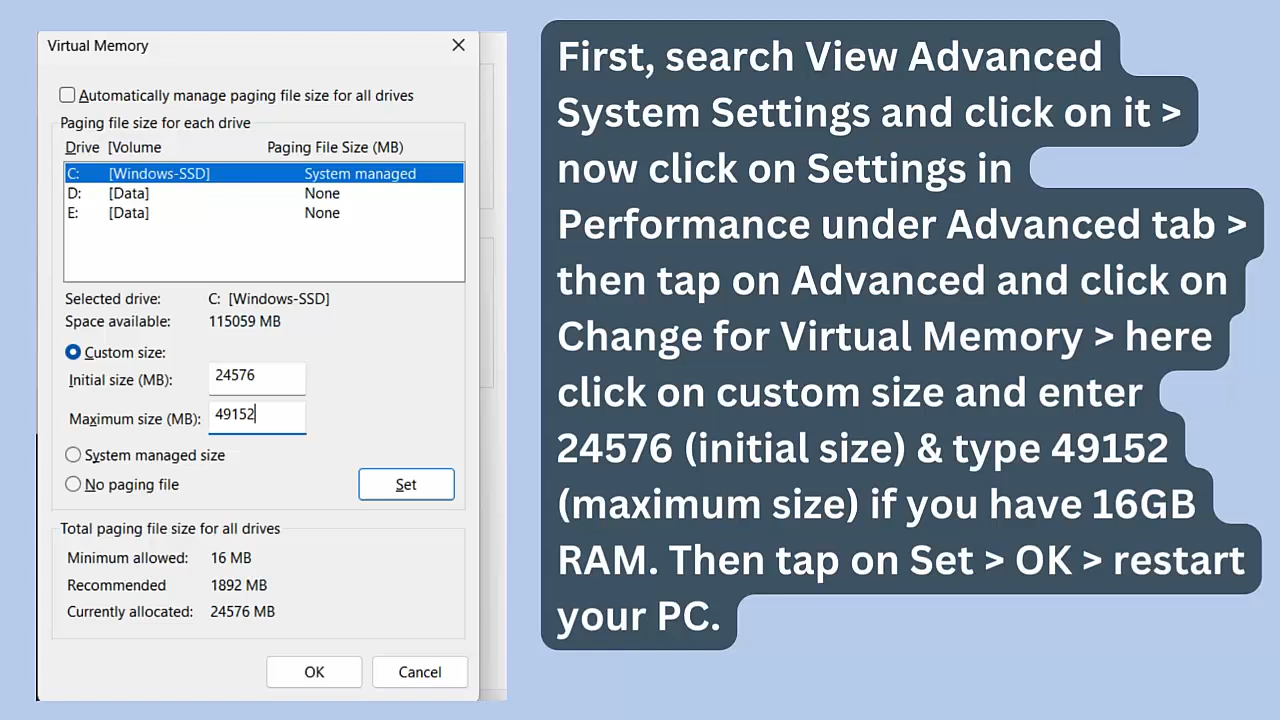 Virtual Memory
Automatically manage paging file size for all drives
Paging file size for each drive
Drive [Volume Paging File Size (MB)
C: [Windows-SSD] System managed
D: [Data] None
E: [Data] None
Selected drive: C: [Windows-SSD]
Space available: 115059 MB
Custom size:
Initial size (MB): 24576
Maximum size (MB): 49152
System managed size
No paging file Set
Total paging file size for all drives
Minimum allowed: 16 MB
Recommended 1892 MB
Currently allocated: 24576 MB
OK Cancel
First, search View Advanced
System Settings and click on it >
now click on Settings in
Performance under Advanced tab >
then tap on Advanced and click on
Change for Virtual Memory > here
click on custom size and enter
24576 (initial size) & type 49152
(maximum size) if you have 16GB
RAM. Then tap on Set > OK > restart
your PC.